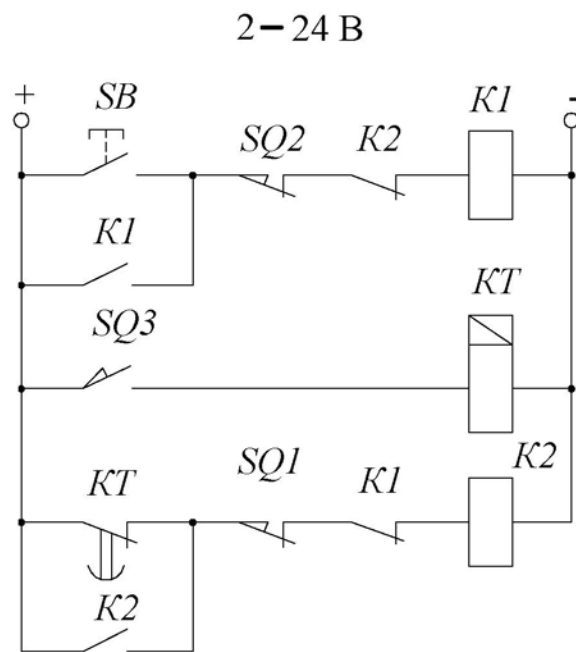 2 – 24 В
+ SB K1 -
SQ2 K2
K1
KT
SQ3
KT SQ1 K1 K2
K2